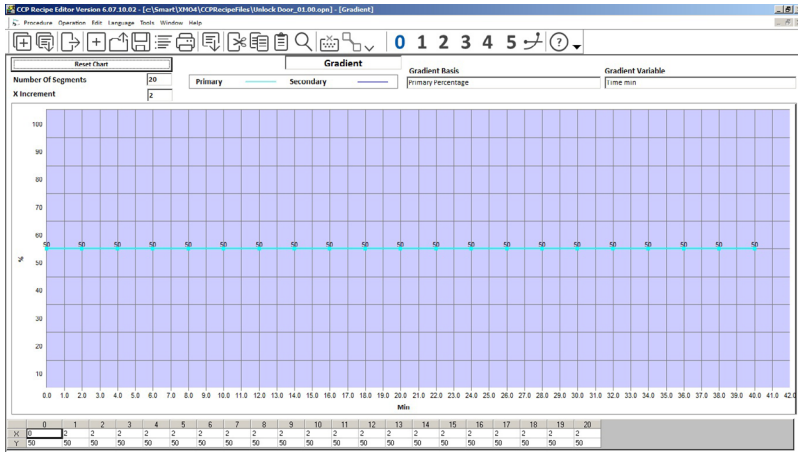 CCP Recipe Editor Version 6.07.10.02 - [c:\Smart\XM04\CCPRecipeFiles\Unlock Door_01.00.opn] - [Gradient]
Procedure Operation Edit Language Tools Window Help
0 1 2 3 4 5 ?
Reset Chart
Gradient
Number Of Segments 20
Primary Secondary
Gradient Basis
Gradient Variable
Primary Percentage
Time min
X Increment 2
100
90
80
70
60
50 50 50 50 50 50 50 50 50 50 50 50 50 50 50 50 50 50 50 50 50
%
50
40
30
20
10
0.0 1.0 2.0 3.0 4.0 5.0 6.0 7.0 8.0 9.0 10.0 11.0 12.0 13.0 14.0 15.0 16.0 17.0 18.0 19.0 20.0 21.0 22.0 23.0 24.0 25.0 26.0 27.0 28.0 29.0 30.0 31.0 32.0 33.0 34.0 35.0 36.0 37.0 38.0 39.0 40.0 41.0 42.0
Min
0 1 2 3 4 5 6 7 8 9 10 11 12 13 14 15 16 17 18 19 20
X 0 2 2 2 2 2 2 2 2 2 2 2 2 2 2 2 2 2 2 2 2
Y 50 50 50 50 50 50 50 50 50 50 50 50 50 50 50 50 50 50 50 50 50